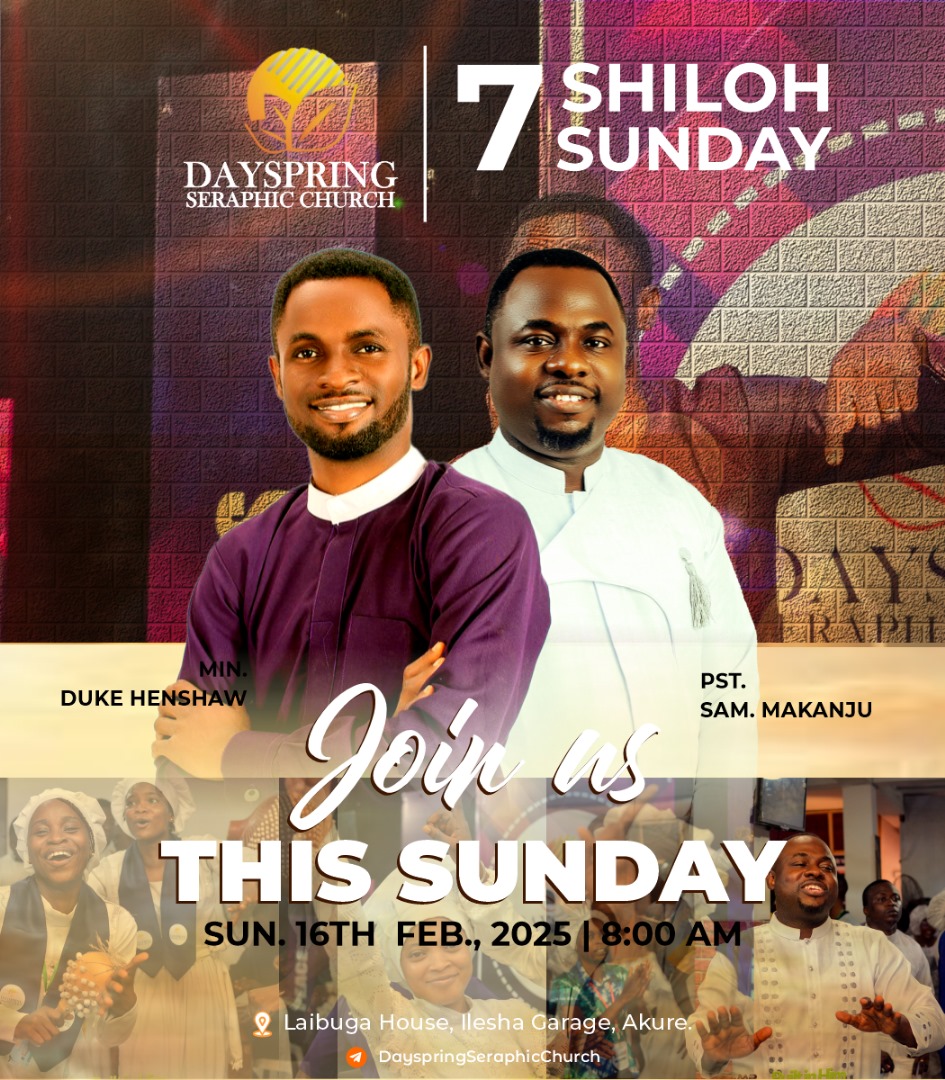 DAYSPRING
SERAPHIC CHURCH
7 SHILOH
SUNDAY
DAYS
MIN.
DUKE HENSHAW
PST.
SAM. MAKANJU
Join us
THIS SUNDAY
SUN. 16TH FEB., 2025 | 8:00 AM
Laibuga House, Ilesha Garage, Akure.
DayspringSeraphicChurch